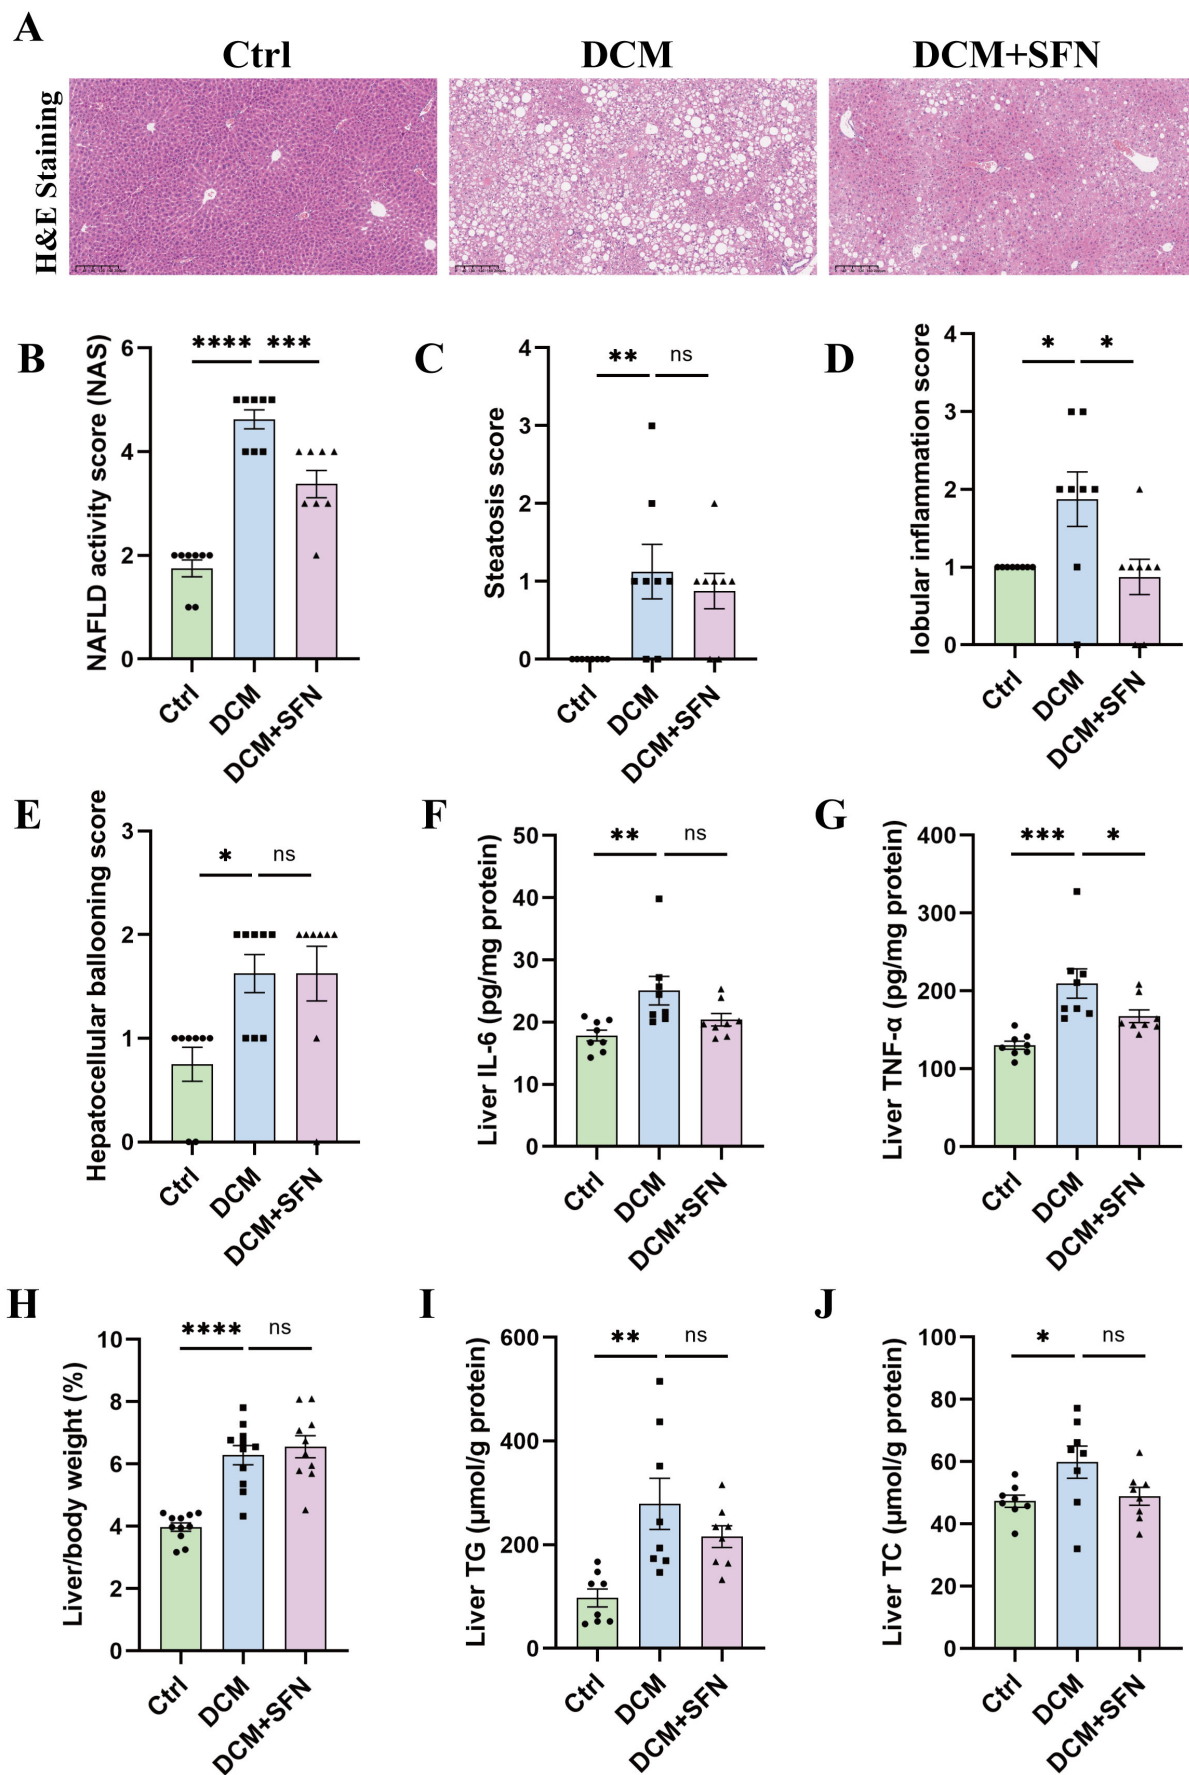 A
Ctrl
DCM
DCM+SFN
H&E Staining
B
NAFLD activity score (NAS)
6
4
2
0
**** ***
Ctrl
DCM
DCM+SFN
C
Steatosis score
4
3
2
1
0
** ns
Ctrl
DCM
DCM+SFN
D
lobular inflammation score
4
3
2
1
0
* *
Ctrl
DCM
DCM+SFN
E
Hepatocellular ballooning score
3
2
1
0
* ns
Ctrl
DCM
DCM+SFN
F
Liver IL-6 (pg/mg protein)
50
40
30
20
10
0
** ns
Ctrl
DCM
DCM+SFN
G
Liver TNF-α (pg/mg protein)
400
300
200
100
0
*** *
Ctrl
DCM
DCM+SFN
H
Liver/body weight (%)
10
8
6
4
2
0
**** ns
Ctrl
DCM
DCM+SFN
I
Liver TG (μmol/g protein)
600
400
200
0
** ns
Ctrl
DCM
DCM+SFN
J
Liver TC (μmol/g protein)
100
80
60
40
20
0
* ns
Ctrl
DCM
DCM+SFN